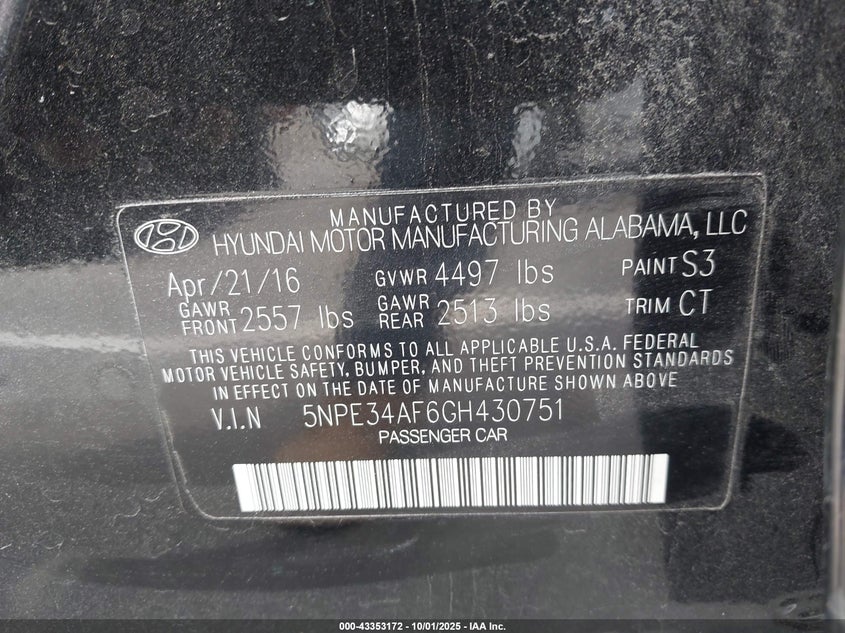 MANUFACTURED BY
HYUNDAI MOTOR MANUFACTURING ALABAMA, LLC
Apr/21/16 GVWR 4497 lbs PAINT S3
GAWR FRONT 2557 lbs GAWR REAR 2513 lbs TRIM CT
THIS VEHICLE CONFORMS TO ALL APPLICABLE U.S.A. FEDERAL
MOTOR VEHICLE SAFETY, BUMPER, AND THEFT PREVENTION STANDARDS
IN EFFECT ON THE DATE OF MANUFACTURE SHOWN ABOVE
V.I.N 5NPE34AF6GH430751
PASSENGER CAR
000-43353172 - 10/01/2025 - IAA Inc.